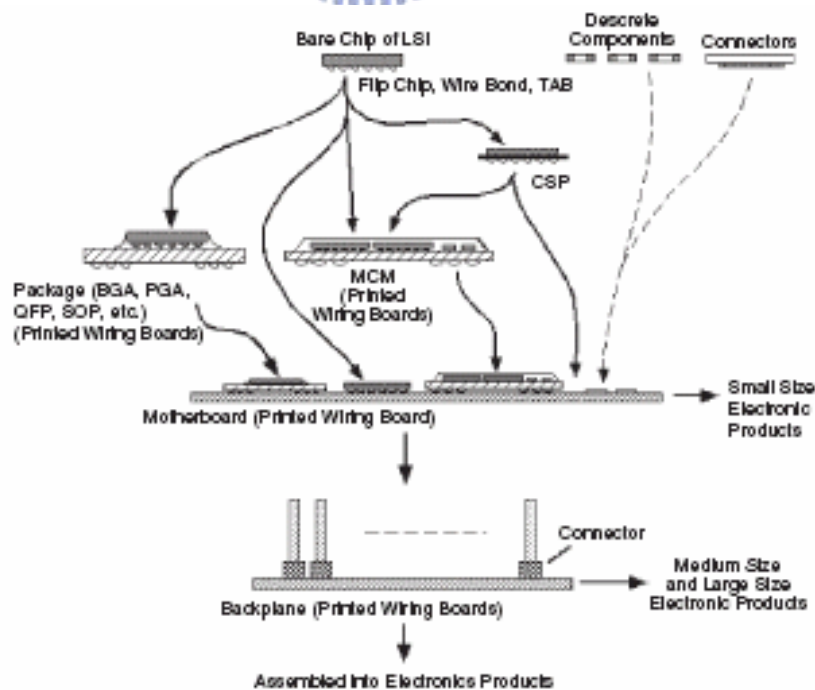 Bare Chip of LSI
Descrete
Components
Connectors
Flip Chip, Wire Bond, TAB
CSP
Package (BGA, PGA,
QFP, SOP, etc.)
(Printed Wiring Boards)
MCM
(Printed
Wiring Boards)
Motherboard (Printed Wiring Board)
Small Size
Electronic
Products
Connector
Backplane (Printed Wiring Boards)
Medium Size
and Large Size
Electronic Products
Assembled Into Electronics Products